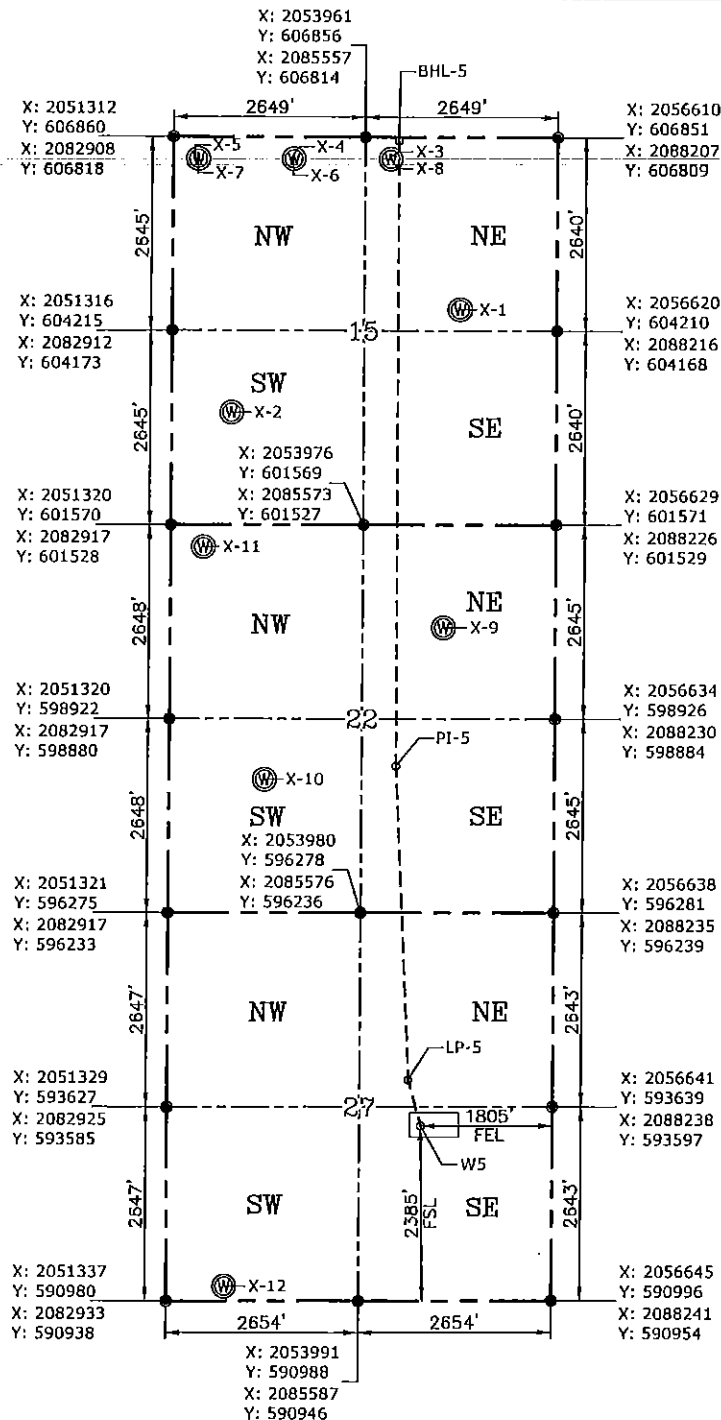 X: 2053961
Y: 606856
X: 2085557
Y: 606814
BHL-5
X: 2051312
Y: 606860
X: 2082908
Y: 606818
2649'
2649'
X: 2056610
Y: 606851
X: 2088207
Y: 606809
X-5
X-7
X-4
X-6
X-3
X-8
2645'
NW
NE
2640'
X-1
X: 2051316
Y: 604215
X: 2082912
Y: 604173
15
X: 2056620
Y: 604210
X: 2088216
Y: 604168
SW
X-2
SE
2645'
2640'
X: 2053976
Y: 601569
X: 2085573
Y: 601527
X: 2051320
Y: 601570
X: 2082917
Y: 601528
X: 2056629
Y: 601571
X: 2088226
Y: 601529
X-11
NE
X-9
NW
2648'
2645'
X: 2051320
Y: 598922
X: 2082917
Y: 598880
22
X: 2056634
Y: 598926
X: 2088230
Y: 598884
PI-5
X-10
SW
SE
2648'
2645'
X: 2053980
Y: 596278
X: 2085576
Y: 596236
X: 2051321
Y: 596275
X: 2082917
Y: 596233
X: 2056638
Y: 596281
X: 2088235
Y: 596239
NW
NE
2647'
2643'
LP-5
X: 2051329
Y: 593627
X: 2082925
Y: 593585
27
X: 2056641
Y: 593639
X: 2088238
Y: 593597
1805'
FEL
W5
2385'
FSL
SW
SE
2647'
2643'
X-12
X: 2051337
Y: 590980
X: 2082933
Y: 590938
X: 2056645
Y: 590996
X: 2088241
Y: 590954
2654'
2654'
X: 2053991
Y: 590988
X: 2085587
Y: 590946